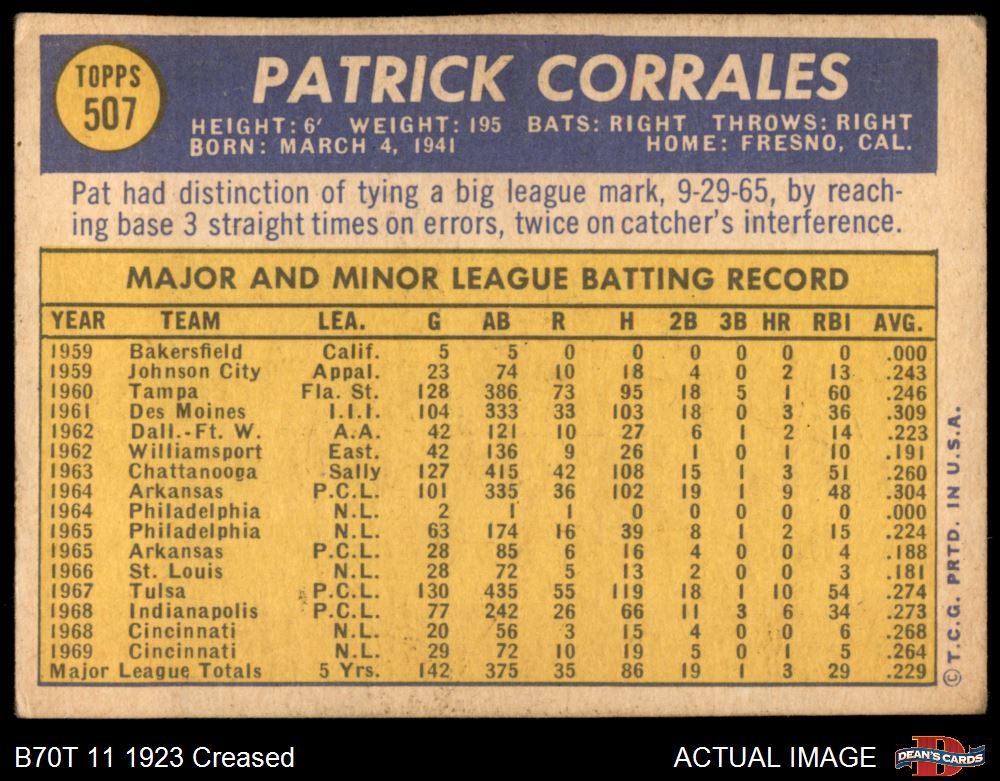 TOPPS
507
PATRICK CORRALES
HEIGHT: 6' WEIGHT: 195 BATS: RIGHT THROWS: RIGHT
BORN: MARCH 4, 1941 HOME: FRESNO, CAL.
Pat had distinction of tying a big league mark, 9-29-65, by reach-
ing base 3 straight times on errors, twice on catcher's interference.
MAJOR AND MINOR LEAGUE BATTING RECORD
YEAR TEAM LEA. G AB R H 2B 3B HR RBI AVG.
1959 Bakersfield Calif. 5 5 0 0 0 0 0 0 .000
1959 Johnson City Appal. 23 74 10 18 4 0 2 13 .243
1960 Tampa Fla. St. 128 386 73 95 18 5 1 60 .246
1961 Des Moines I.I.I. 104 333 33 103 18 0 3 36 .309
1962 Dall.-Ft. W. A.A. 42 121 10 27 6 1 2 14 .223
1962 Williamsport East. 42 136 9 26 1 0 1 10 .191
1963 Chattanooga Sally 127 415 42 108 15 1 3 51 .260
1964 Arkansas P.C.L. 101 335 36 102 19 1 9 48 .304
1964 Philadelphia N.L. 2 1 1 0 0 0 0 0 .000
1965 Philadelphia N.L. 63 174 16 39 8 1 2 15 .224
1965 Arkansas P.C.L. 28 85 6 16 4 0 0 4 .188
1966 St. Louis N.L. 28 72 5 13 2 0 0 3 .181
1967 Tulsa P.C.L. 130 435 55 119 18 1 10 54 .274
1968 Indianapolis P.C.L. 77 242 26 66 11 3 6 34 .273
1968 Cincinnati N.L. 20 56 3 15 4 0 0 6 .268
1969 Cincinnati N.L. 29 72 10 19 5 0 1 5 .264
Major League Totals 5 Yrs. 142 375 35 86 19 1 3 29 .229
© T.C.G. PRTD. IN U.S.A.
B70T 11 1923 Creased
ACTUAL IMAGE
D
DEAN'S CARDS